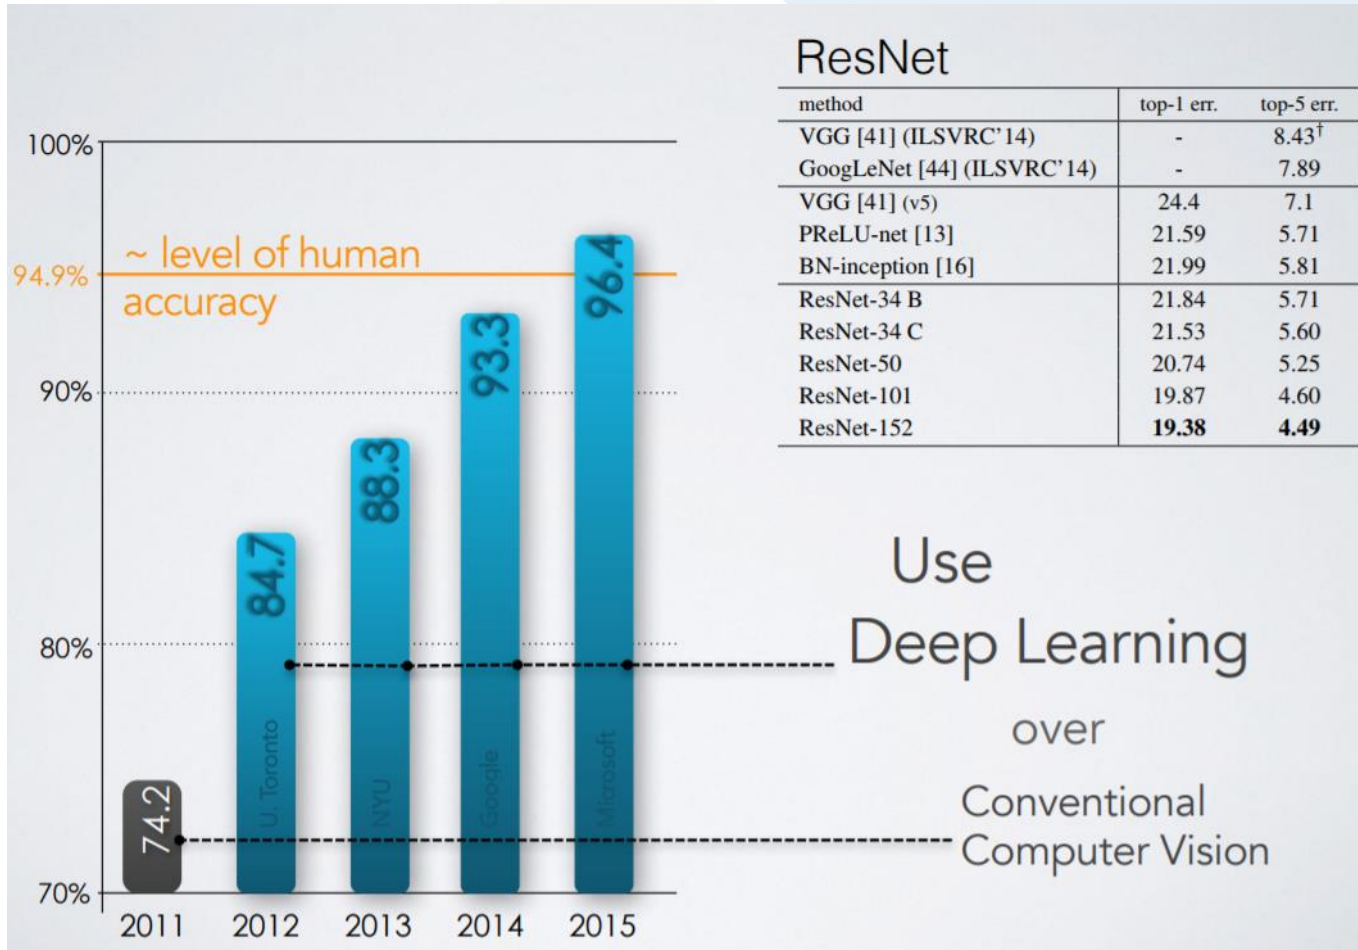 100%
~ level of human
94.9%
accuracy
90%
80%
70%
74.2
84.7
U. Toronto
88.3
NYU
93.3
Google
96.4
Microsoft
2011 2012 2013 2014 2015
ResNet
method top-1 err. top-5 err.
VGG [41] (ILSVRC'14) - 8.43†
GoogLeNet [44] (ILSVRC'14) - 7.89
VGG [41] (v5) 24.4 7.1
PReLU-net [13] 21.59 5.71
BN-inception [16] 21.99 5.81
ResNet-34 B 21.84 5.71
ResNet-34 C 21.53 5.60
ResNet-50 20.74 5.25
ResNet-101 19.87 4.60
ResNet-152 19.38 4.49
Use
Deep Learning
over
Conventional
Computer Vision